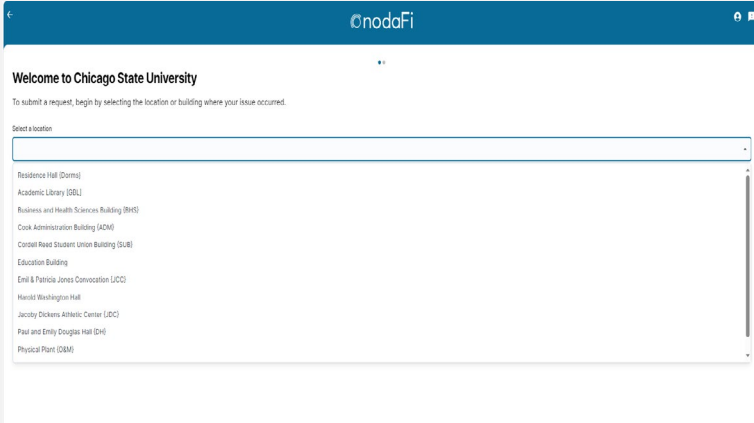 nodaFi
Welcome to Chicago State University
To submit a request, begin by selecting the location or building where your issue occurred.
Select a location
Residence Hall (Dorms)
Academic Library [GBL]
Business and Health Sciences Building (BHS)
Cook Administration Building (ADM)
Cordell Reed Student Union Building (SUB)
Education Building
Emil & Patricia Jones Convocation (JCC)
Harold Washington Hall
Jacoby Dickens Athletic Center (JDC)
Paul and Emily Douglas Hall (DH)
Physical Plant (O&M)